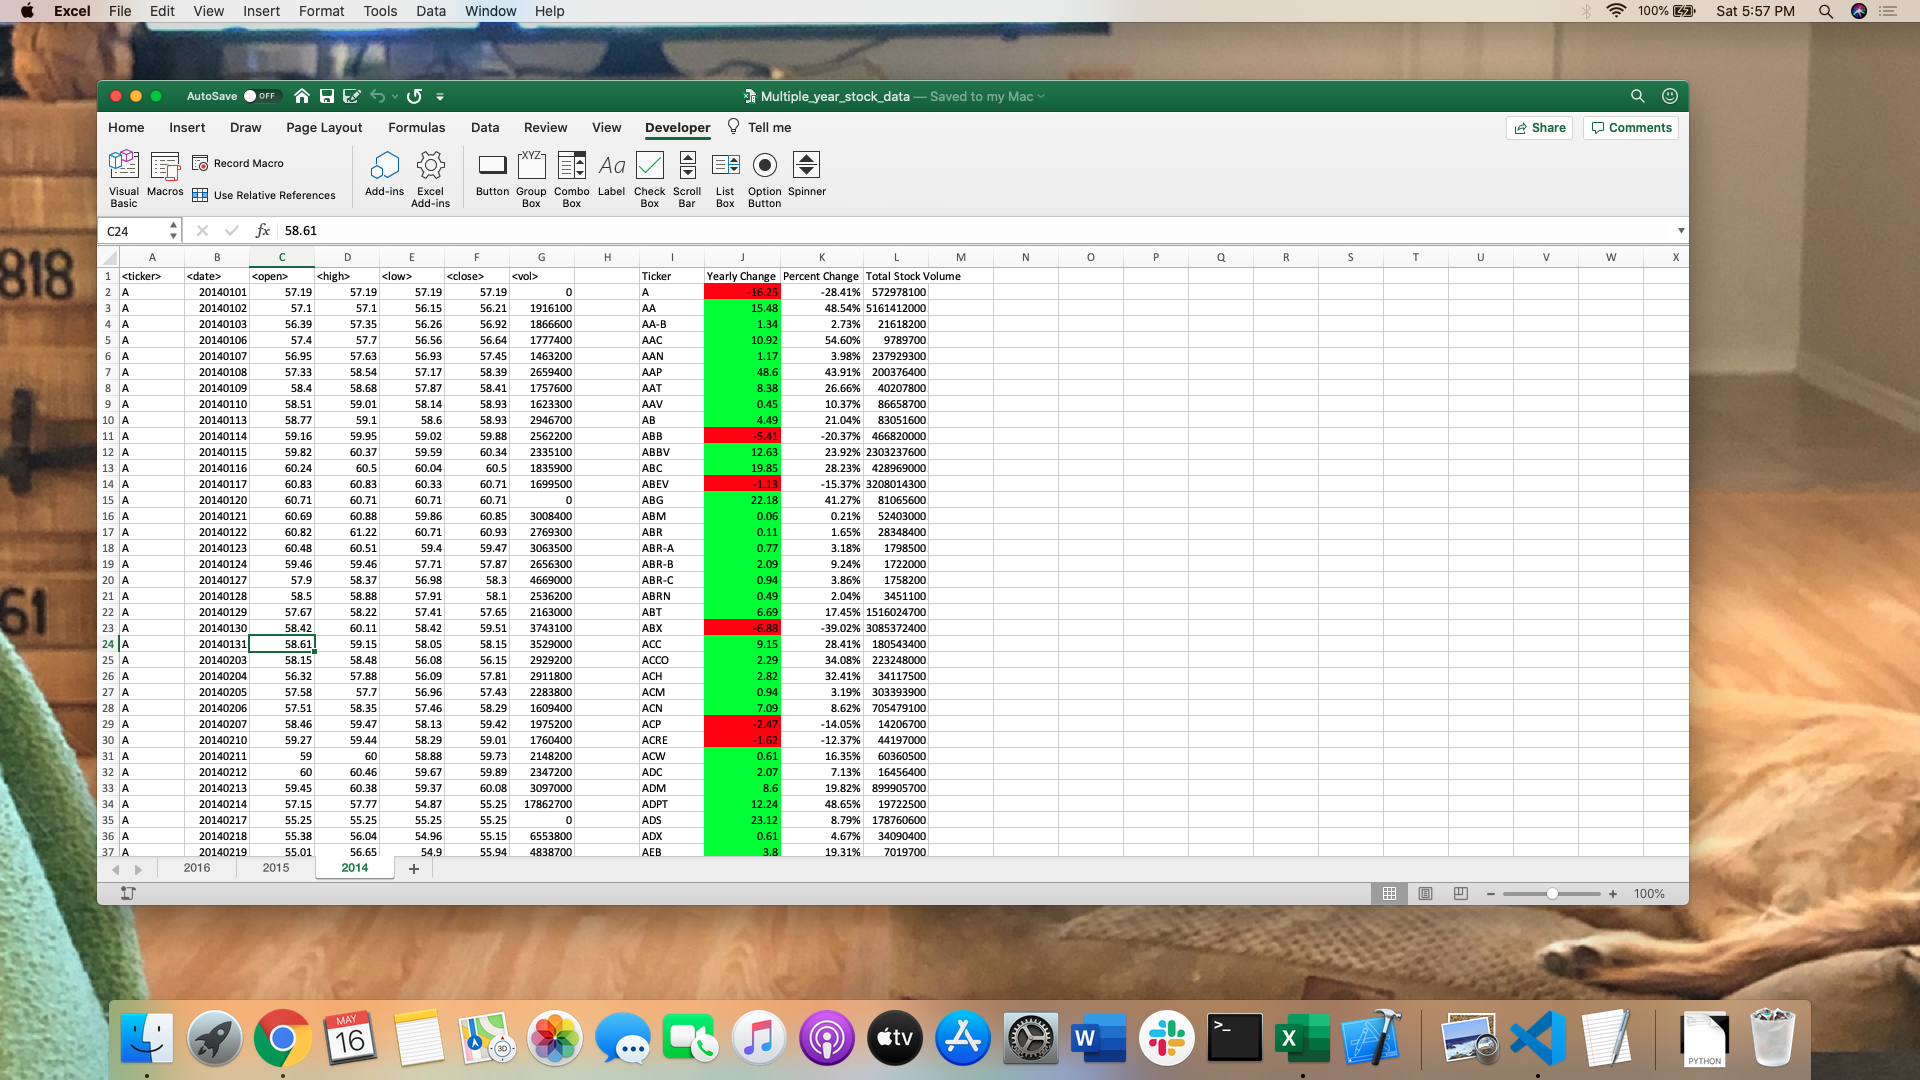 Excel File Edit View Insert Format Tools Data Window Help 100% Sat 5:57 PM
818
61
AutoSave OFF Multiple_year_stock_data — Saved to my Mac
Home Insert Draw Page Layout Formulas Data Review View Developer Tell me Share Comments
Visual Basic Macros Record Macro Use Relative References Add-ins Excel Add-ins Button XYZ Group Box Combo Box Aa Label Check Box Scroll Bar List Box Option Button Spinner
C24 fx 58.61
A B C D E F G H I J K L M N O P Q R S T U V W X
1 <ticker> <date> <open> <high> <low> <close> <vol> Ticker Yearly Change Percent Change Total Stock Volume
2 A 20140101 57.19 57.19 57.19 57.19 0 A -16.25 -28.41% 572978100
3 A 20140102 57.1 57.1 56.15 56.21 1916100 AA 15.48 48.54% 5161412000
4 A 20140103 56.39 57.35 56.26 56.92 1866600 AA-B 1.34 2.73% 21618200
5 A 20140106 57.4 57.7 56.56 56.64 1777400 AAC 10.92 54.60% 9789700
6 A 20140107 56.95 57.63 56.93 57.45 1463200 AAN 1.17 3.98% 237929300
7 A 20140108 57.33 58.54 57.17 58.39 2659400 AAP 48.6 43.91% 200376400
8 A 20140109 58.4 58.68 57.87 58.41 1757600 AAT 8.38 26.66% 40207800
9 A 20140110 58.51 59.01 58.14 58.93 1623300 AAV 0.45 10.37% 86658700
10 A 20140113 58.77 59.1 58.6 58.93 2946700 AB 4.49 21.04% 83051600
11 A 20140114 59.16 59.95 59.02 59.88 2562200 ABB -5.41 -20.37% 466820000
12 A 20140115 59.82 60.37 59.59 60.34 2335100 ABBV 12.63 23.92% 2303237600
13 A 20140116 60.24 60.5 60.04 60.5 1835900 ABC 19.85 28.23% 428969000
14 A 20140117 60.83 60.83 60.33 60.71 1699500 ABEV -1.13 -15.37% 3208014300
15 A 20140120 60.71 60.71 60.71 60.71 0 ABG 22.18 41.27% 81065600
16 A 20140121 60.69 60.88 59.86 60.85 3008400 ABM 0.06 0.21% 52403000
17 A 20140122 60.82 61.22 60.71 60.93 2769300 ABR 0.11 1.65% 28348400
18 A 20140123 60.48 60.51 59.4 59.47 3063500 ABR-A 0.77 3.18% 1798500
19 A 20140124 59.46 59.46 57.71 57.87 2656300 ABR-B 2.09 9.24% 1722000
20 A 20140127 57.9 58.37 56.98 58.3 4669000 ABR-C 0.94 3.86% 1758200
21 A 20140128 58.5 58.88 57.91 58.1 2536200 ABRN 0.49 2.04% 3451100
22 A 20140129 57.67 58.22 57.41 57.65 2163000 ABT 6.69 17.45% 1516024700
23 A 20140130 58.42 60.11 58.42 59.51 3743100 ABX -6.88 -39.02% 3085372400
24 A 20140131 58.61 59.15 58.05 58.15 3529000 ACC 9.15 28.41% 180543400
25 A 20140203 58.15 58.48 56.08 56.15 2929200 ACCO 2.29 34.08% 223248000
26 A 20140204 56.32 57.88 56.09 57.81 2911800 ACH 2.82 32.41% 34117500
27 A 20140205 57.58 57.7 56.96 57.43 2283800 ACM 0.94 3.19% 303393900
28 A 20140206 57.51 58.35 57.46 58.29 1609400 ACN 7.09 8.62% 705479100
29 A 20140207 58.46 59.47 58.13 59.42 1975200 ACP -2.47 -14.05% 14206700
30 A 20140210 59.27 59.44 58.29 59.01 1760400 ACRE -1.62 -12.37% 44197000
31 A 20140211 59 60 58.88 59.73 2148200 ACW 0.61 16.35% 60360500
32 A 20140212 60 60.46 59.67 59.89 2347200 ADC 2.07 7.13% 16456400
33 A 20140213 59.45 60.38 59.37 60.08 3097000 ADM 8.6 19.82% 899905700
34 A 20140214 57.15 57.77 54.87 55.25 17862700 ADPT 12.24 48.65% 19722500
35 A 20140217 55.25 55.25 55.25 55.25 0 ADS 23.12 8.79% 178760600
36 A 20140218 55.38 56.04 54.96 55.15 6553800 ADX 0.61 4.67% 34090400
37 A 20140219 55.01 56.65 54.9 55.94 4838700 AEB 3.8 19.31% 7019700
2016 2015 2014
100%
MAY 16 3D tv W >_ X PYTHON